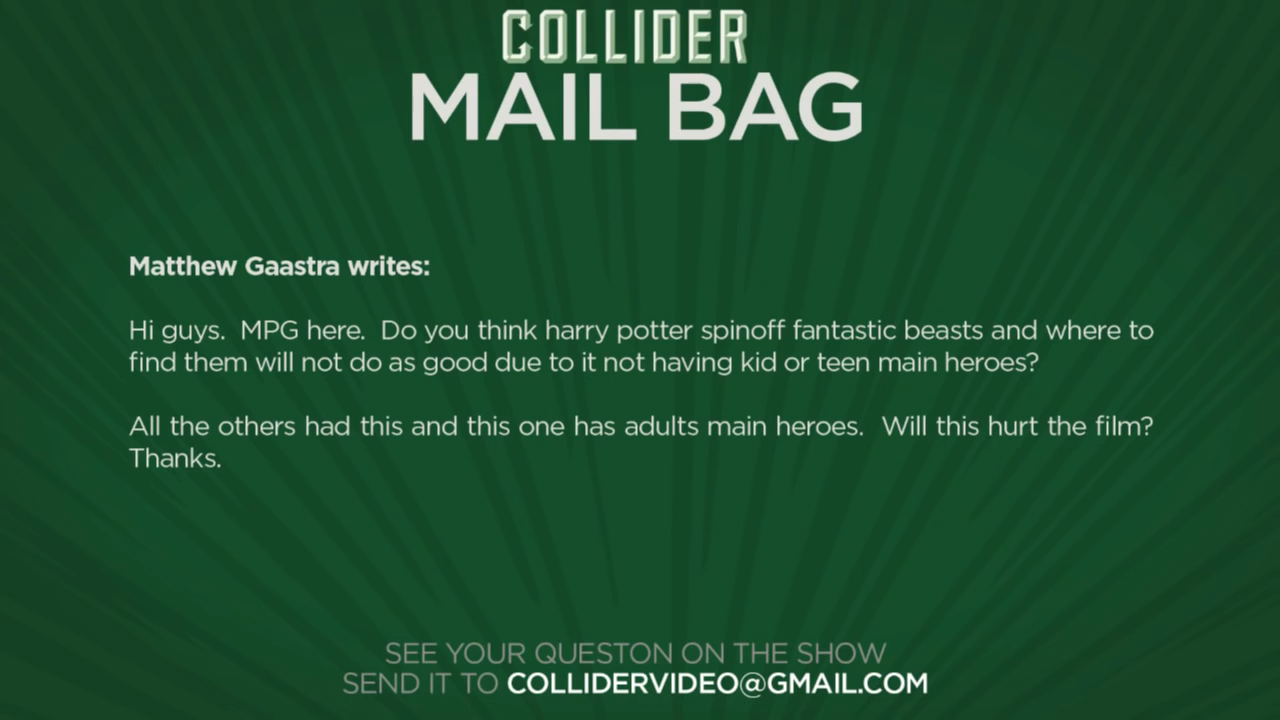 COLLIDER
MAIL BAG
Matthew Gaastra writes:
Hi guys.  MPG here.  Do you think harry potter spinoff fantastic beasts and where to
find them will not do as good due to it not having kid or teen main heroes?
All the others had this and this one has adults main heroes.  Will this hurt the film?
Thanks.
SEE YOUR QUESTON ON THE SHOW
SEND IT TO COLLIDERVIDEO@GMAIL.COM